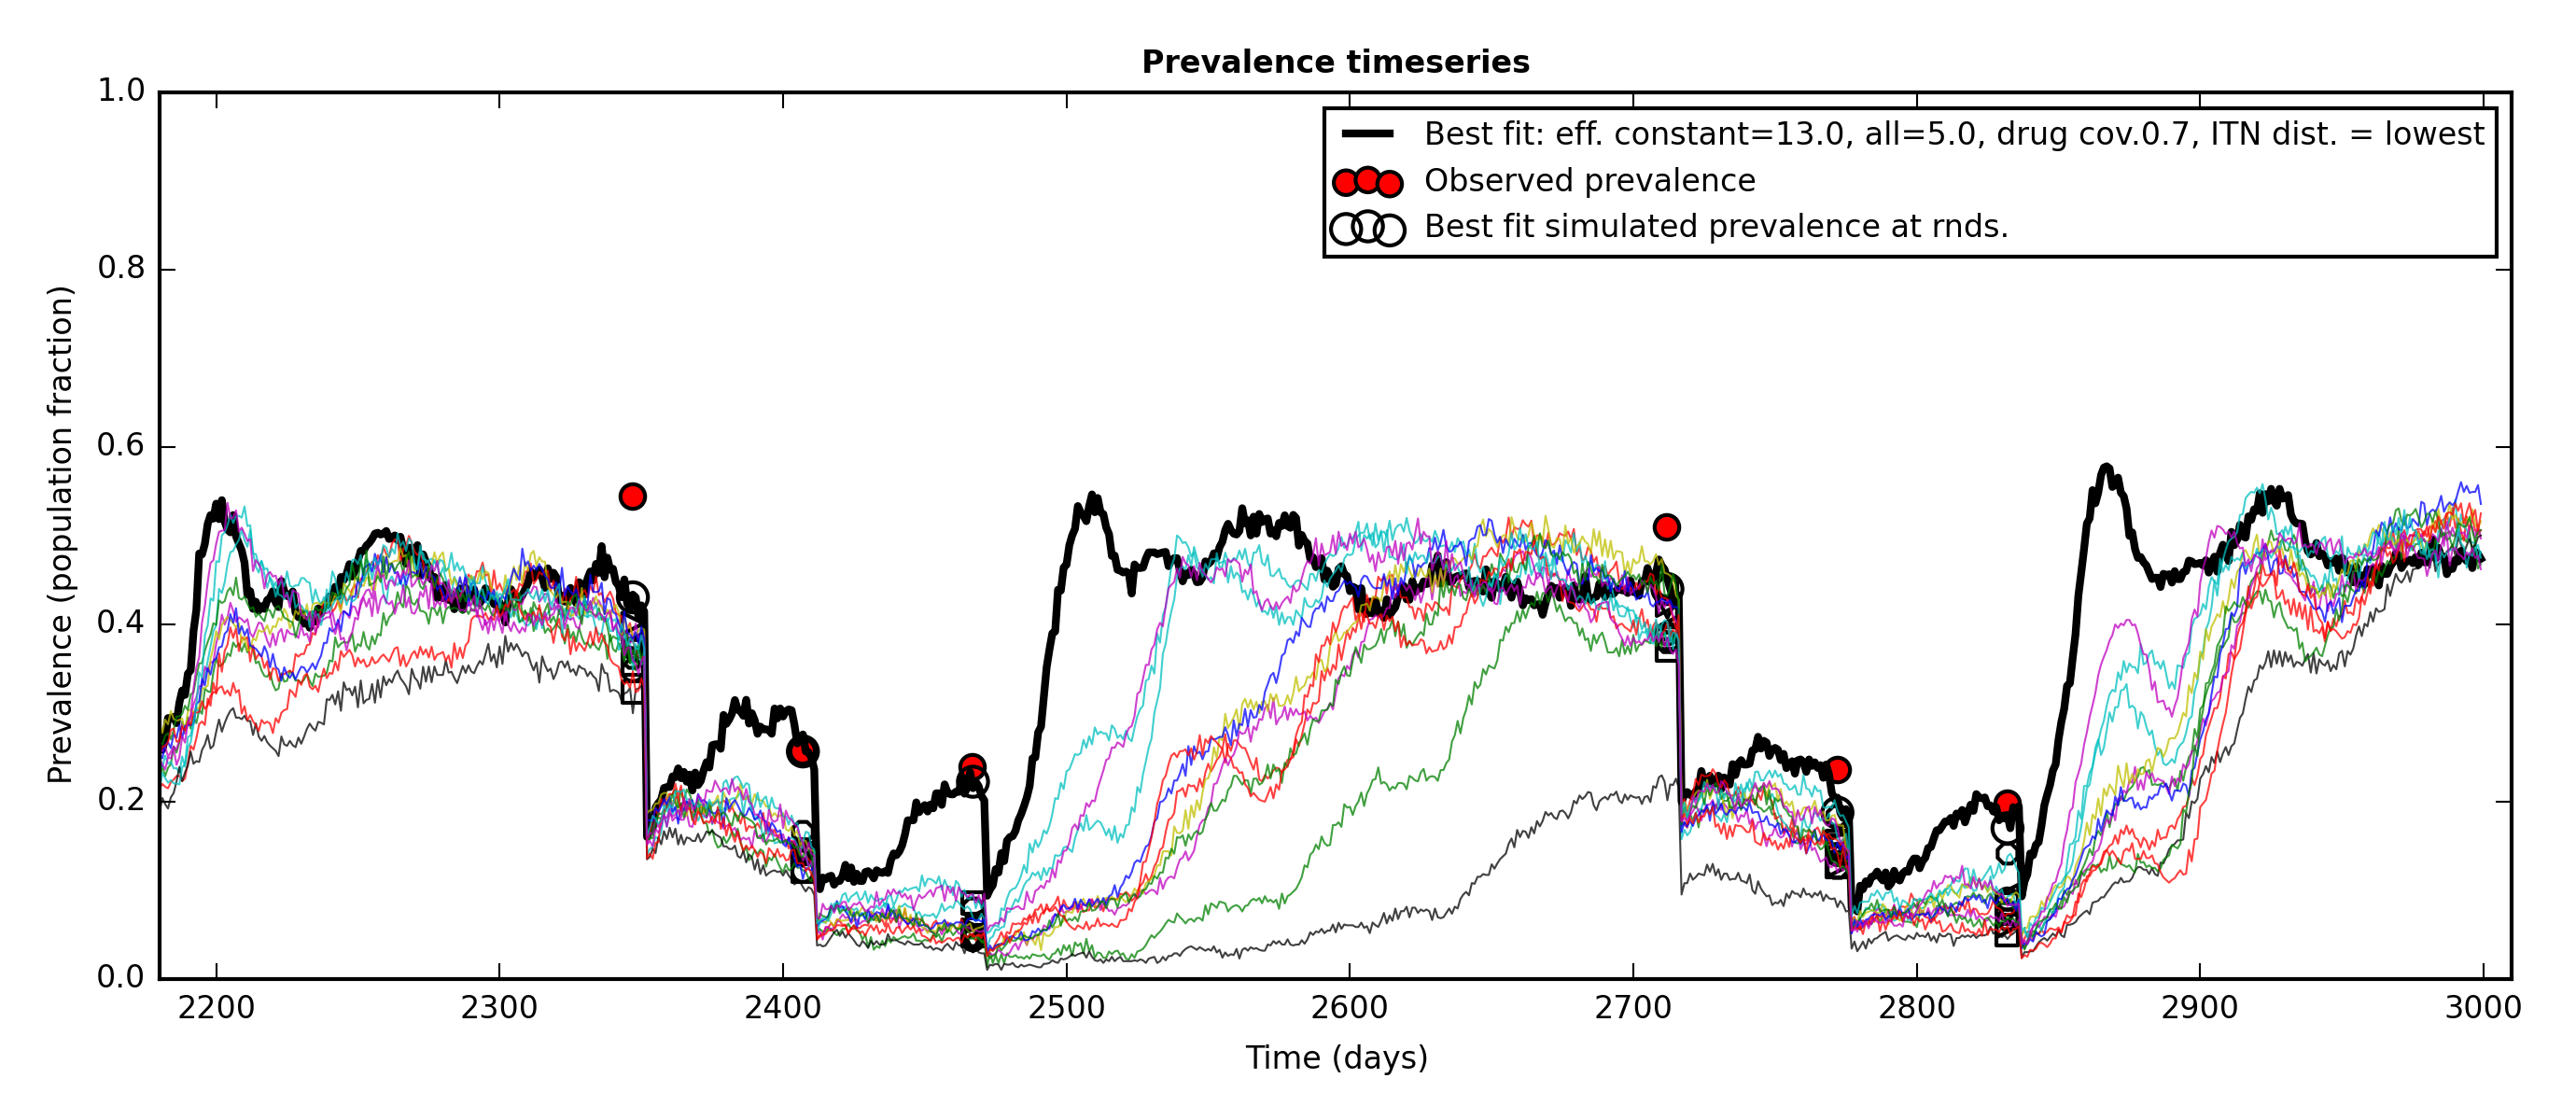 Prevalence timeseries
1.0
0.8
0.6
0.4
0.2
0.0
Prevalence (population fraction)
Best fit: eff. constant=13.0, all=5.0, drug cov.0.7, ITN dist. = lowest
Observed prevalence
Best fit simulated prevalence at rnds.
2200 2300 2400 2500 2600 2700 2800 2900 3000
Time (days)